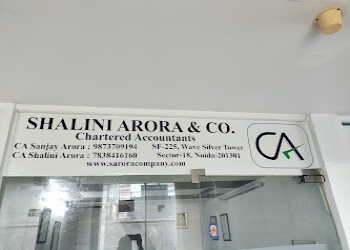 SHALINI ARORA & CO.
Chartered Accountants
CA Sanjay Arora : 9873709194 SF-225, Wave Silver Tower
CA Shalini Arora : 7838416160 Sector-18, Noida-201301
www.saroracompany.com
CA